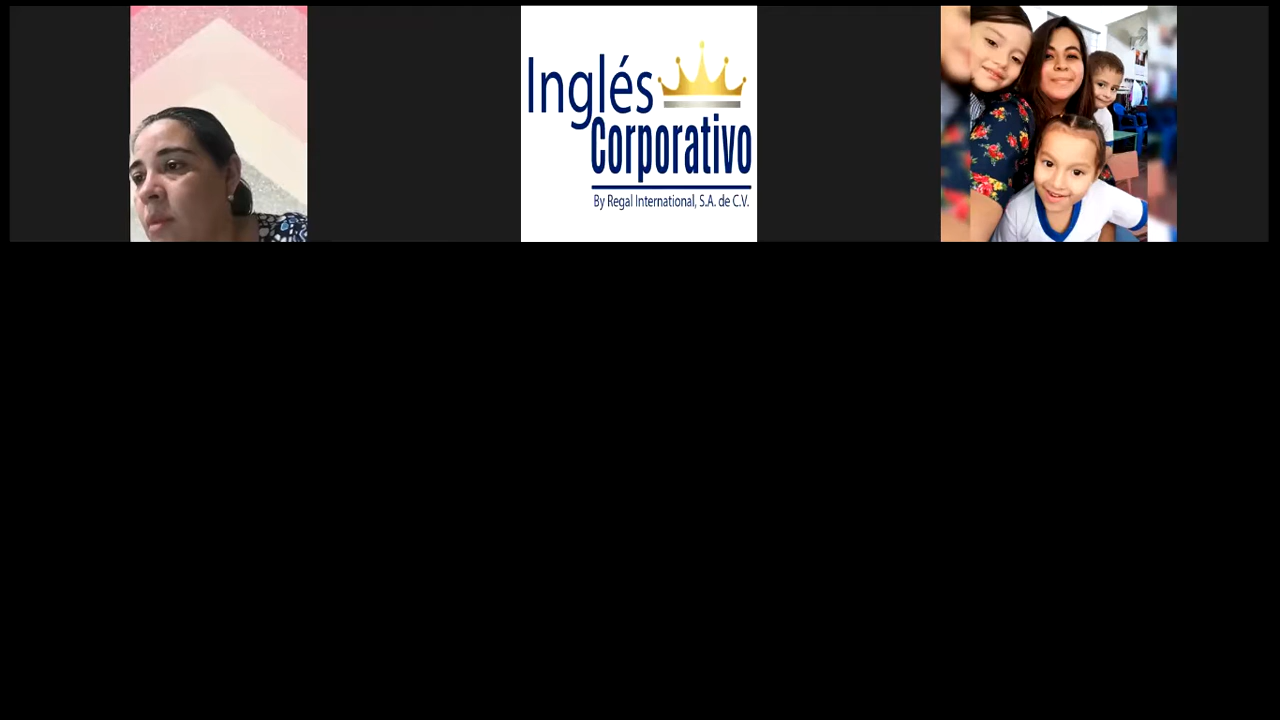 Inglés
Corporativo
By Regal International, S.A. de C.V.